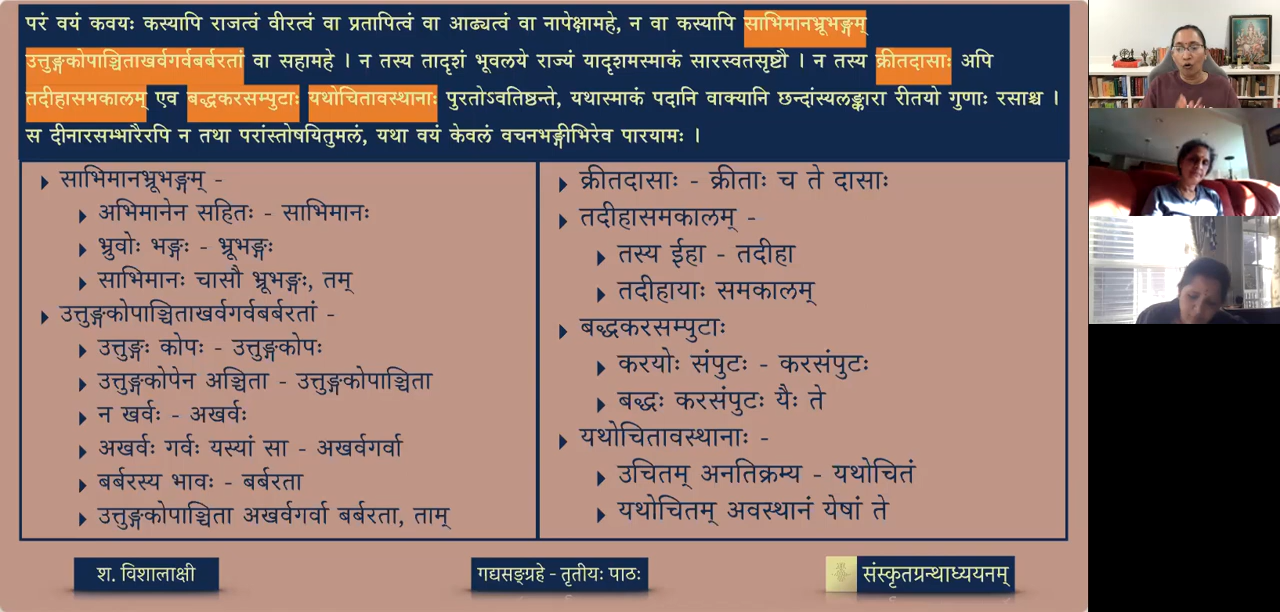 परं वयं कवयः कस्यापि राजत्वं वीरत्वं वा प्रतापित्वं वा आढ्यत्वं वा नापेक्षामहे, न वा कस्यापि साभिमानभ्रूभङ्गम्
उत्तुङ्गकोपाञ्चिताखर्वगर्वबर्बरतां वा सहामहे । न तस्य तादृशं भूवलये राज्यं यादृशमस्माकं सारस्वतसृष्टौ । न तस्य क्रीतदासाः अपि
तदीहासमकालम् एव बद्धकरसम्पुटाः यथोचितावस्थानाः पुरतोऽवतिष्ठन्ते, यथास्माकं पदानि वाक्यानि छन्दांस्यलङ्कारा रीतयो गुणाः रसाश्च ।
स दीनारसम्भारैरपि न तथा परांस्तोषयितुमलं, यथा वयं केवलं वचनभङ्गीभिरेव पारयामः ।
साभिमानभ्रूभङ्गम् -
अभिमानेन सहितः - साभिमानः
भ्रुवोः भङ्गः - भ्रूभङ्गः
साभिमानः चासौ भ्रूभङ्गः, तम्
उत्तुङ्गकोपाञ्चिताखर्वगर्वबर्बरतां -
उत्तुङ्गः कोपः - उत्तुङ्गकोपः
उत्तुङ्गकोपेन अञ्चिता - उत्तुङ्गकोपाञ्चिता
न खर्वः - अखर्वः
अखर्वः गर्वः यस्यां सा - अखर्वगर्वा
बर्बरस्य भावः - बर्बरता
उत्तुङ्गकोपाञ्चिता अखर्वगर्वा बर्बरता, ताम्
क्रीतदासाः - क्रीताः च ते दासाः
तदीहासमकालम् -
तस्य ईहा - तदीहा
तदीहायाः समकालम्
बद्धकरसम्पुटाः
करयोः संपुटः - करसंपुटः
बद्धः करसंपुटः यैः ते
यथोचितावस्थानाः -
उचितम् अनतिक्रम्य - यथोचितं
यथोचितम् अवस्थानं येषां ते
श. विशालाक्षी
गद्यसङ्ग्रहे - तृतीयः पाठः
संस्कृतग्रन्थाध्ययनम्